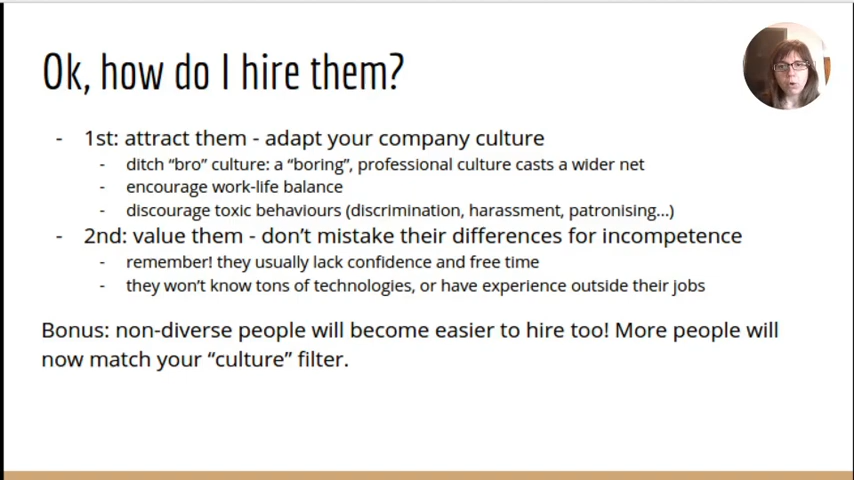 Ok, how do I hire them?
- 1st: attract them - adapt your company culture
- ditch “bro” culture: a “boring”, professional culture casts a wider net
- encourage work-life balance
- discourage toxic behaviours (discrimination, harassment, patronising...)
- 2nd: value them - don’t mistake their differences for incompetence
- remember! they usually lack confidence and free time
- they won’t know tons of technologies, or have experience outside their jobs
Bonus: non-diverse people will become easier to hire too! More people will
now match your “culture” filter.